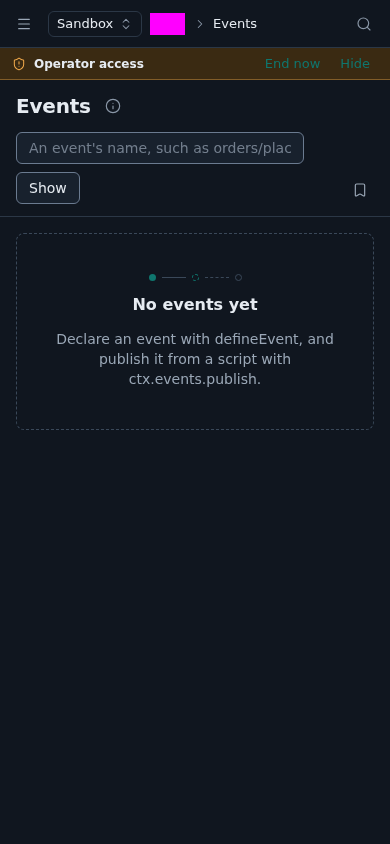 Sandbox
Events
Operator access
End now
Hide
Events
An event's name, such as orders/plac
Show
No events yet
Declare an event with defineEvent, and
publish it from a script with
ctx.events.publish.